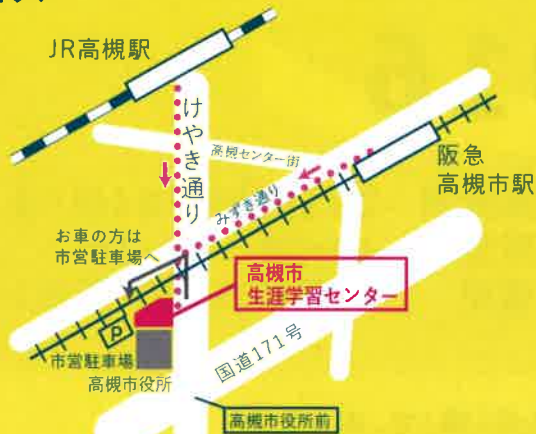 JR高槻駅
けやき通り
高槻センター街
阪急
高槻市駅
みずき通り
お車の方は
市営駐車場へ
高槻市
生涯学習センター
P
市営駐車場
高槻市役所
国道171号
高槻市役所前